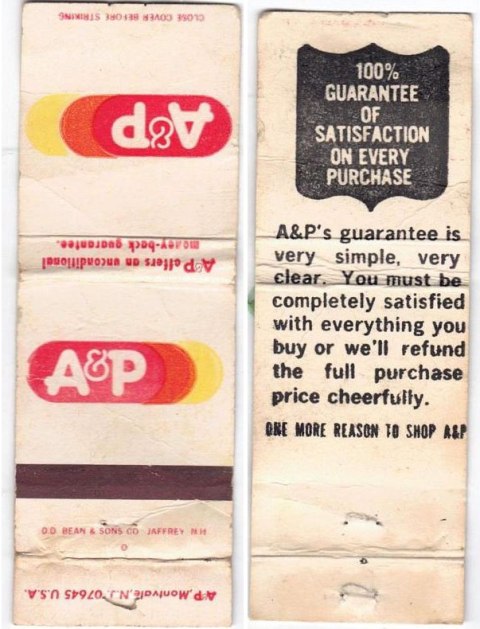 CLOSE COVER BEFORE STRIKING
A&P
A&P offers an unconditional
money-back guarantee.
A&P
D.D. BEAN & SONS CO. JAFFREY N.H.
A&P, Montvale, N.J. 07645 U.S.A.
100%
GUARANTEE
OF
SATISFACTION
ON EVERY
PURCHASE
A&P's guarantee is
very simple, very
clear. You must be
completely satisfied
with everything you
buy or we'll refund
the full purchase
price cheerfully.
ONE MORE REASON TO SHOP A&P